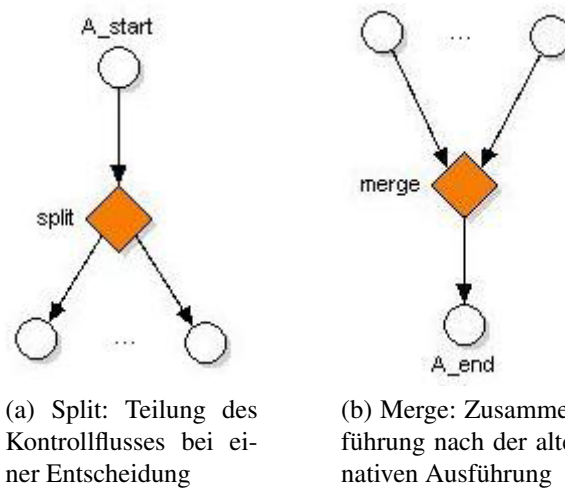 A_start
split
...
(a) Split: Teilung des
Kontrollflusses bei ei-
ner Entscheidung
...
merge
A_end
(b) Merge: Zusamme
führung nach der alte
nativen Ausführung